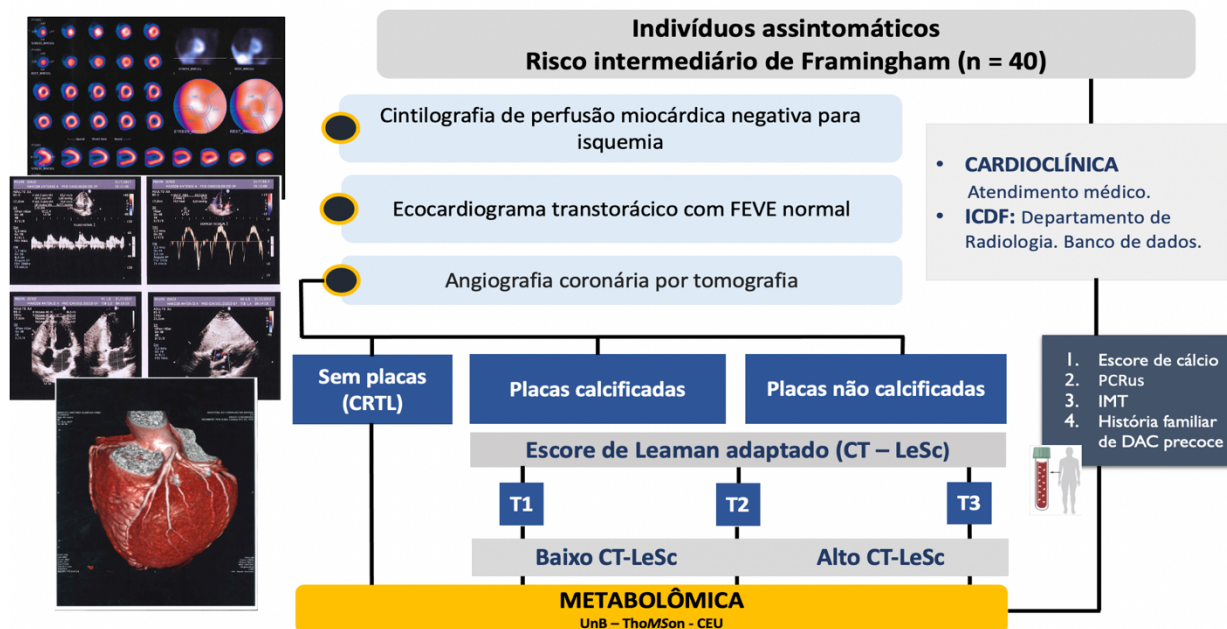 Indivíduos assintomáticos
Risco intermediário de Framingham (n = 40)
Cintilografia de perfusão miocárdica negativa para
isquemia
Ecocardiograma transtorácico com FEVE normal
Angiografia coronária por tomografia
• CARDIOCLÍNICA
Atendimento médico.
• ICDF: Departamento de
Radiologia. Banco de dados.
1. Escore de cálcio
2. PCRus
3. IMT
4. História familiar
de DAC precoce
Sem placas
(CRTL)
Placas calcificadas
Placas não calcificadas
Escore de Leaman adaptado (CT – LeSc)
T1
T2
T3
Baixo CT-LeSc
Alto CT-LeSc
METABOLÔMICA
UnB – ThoMSon - CEU